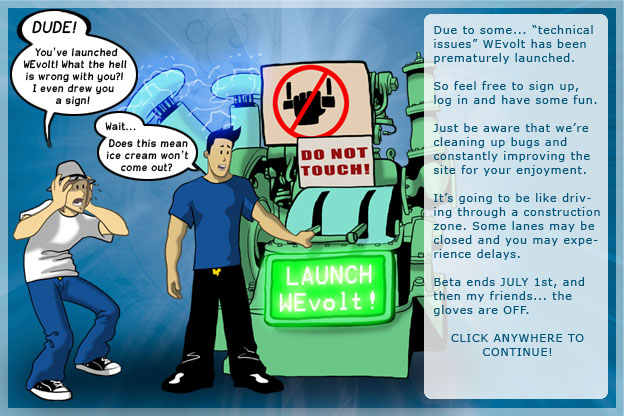 DUDE!
You've launched
WEvolt! What the hell
is wrong with you?!
I even drew you
a sign!
Wait...
Does this mean
ice cream won't
come out?
DO NOT
TOUCH!
LAUNCH
WEvolt!
Due to some... “technical
issues” WEvolt has been
prematurely launched.
So feel free to sign up,
log in and have some fun.
Just be aware that we’re
cleaning up bugs and
constantly improving the
site for your enjoyment.
It’s going to be like driv-
ing through a construction
zone. Some lanes may be
closed and you may expe-
rience delays.
Beta ends JULY 1st, and
then my friends... the
gloves are OFF.
CLICK ANYWHERE TO
CONTINUE!